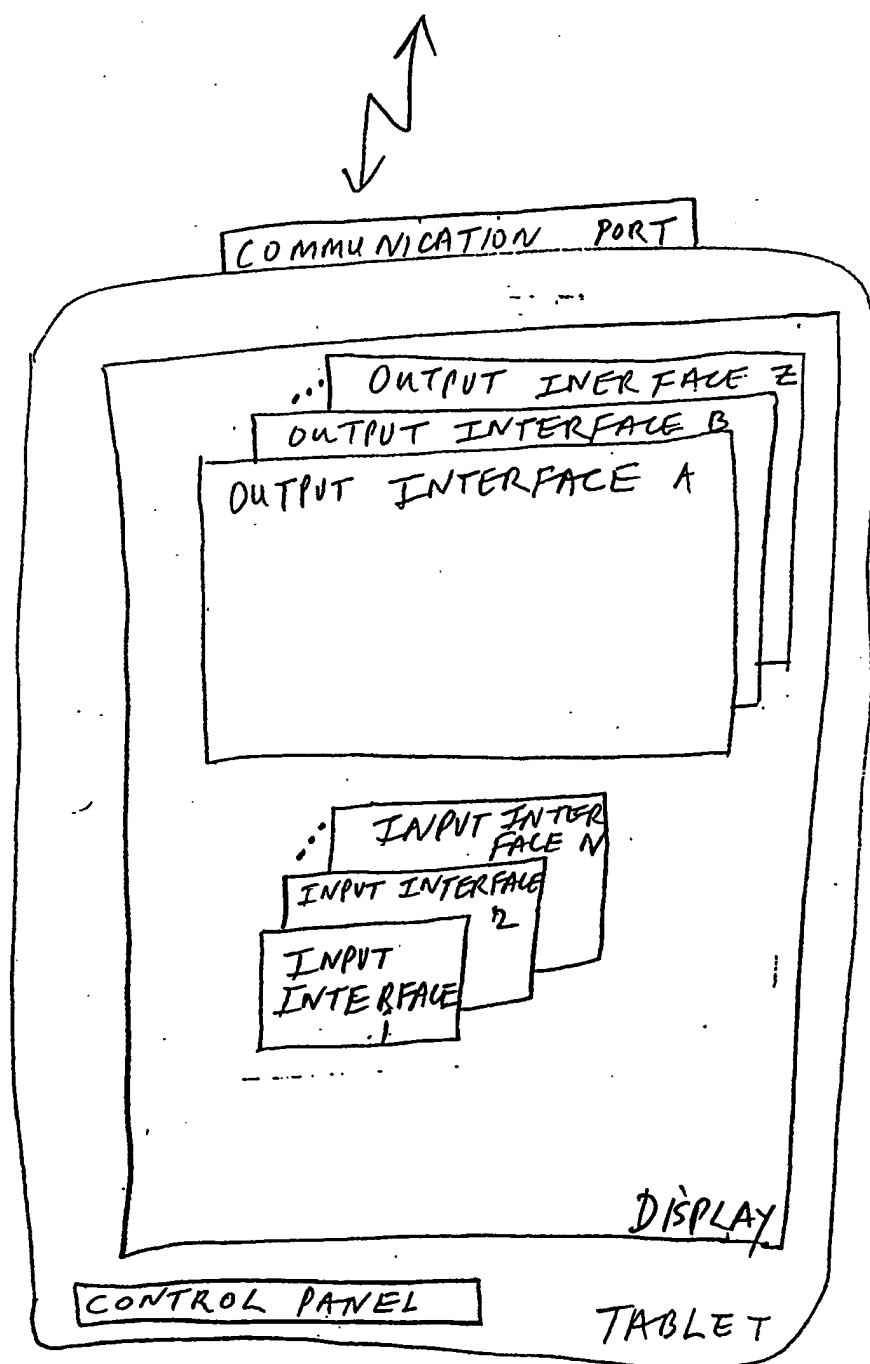 COMMUNICATION PORT
OUTPUT INERFACE Z
OUTPUT INTERFACE B
OUTPUT INTERFACE A
INPUT INTER
FACE N
INPUT INTERFACE
2
INPUT
INTERFACE
1
DISPLAY
CONTROL PANEL
TABLET